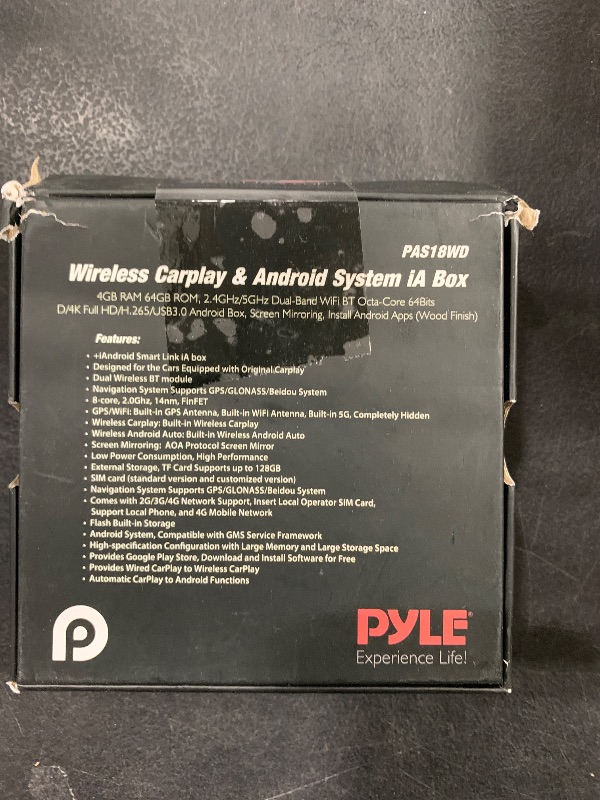 PAS18WD
Wireless Carplay & Android System iA Box
4GB RAM 64GB ROM, 2.4GHz/5GHz Dual-Band WiFi BT Octa-Core 64Bits
D/4K Full HD/H.265/USB3.0 Android Box, Screen Mirroring, Install Android Apps (Wood Finish)
Features:
• +iAndroid Smart Link iA box
• Designed for the Cars Equipped with Original Carplay
• Dual Wireless BT module
• Navigation System Supports GPS/GLONASS/Beidou System
• 8-core, 2.0Ghz, 14nm, FinFET
• GPS/WiFi: Built-in GPS Antenna, Built-in WiFi Antenna, Built-in 5G, Completely Hidden
• Wireless Carplay: Built-in Wireless Carplay
• Wireless Android Auto: Built-in Wireless Android Auto
• Screen Mirroring: AOA Protocol Screen Mirror
• Low Power Consumption, High Performance
• External Storage, TF Card Supports up to 128GB
• SIM card (standard version and customized version)
• Navigation System Supports GPS/GLONASS/Beidou System
• Comes with 2G/3G/4G Network Support, Insert Local Operator SIM Card,
Support Local Phone, and 4G Mobile Network
• Flash Built-in Storage
• Android System, Compatible with GMS Service Framework
• High-specification Configuration with Large Memory and Large Storage Space
• Provides Google Play Store, Download and Install Software for Free
• Provides Wired CarPlay to Wireless CarPlay
• Automatic CarPlay to Android Functions
PYLE®
Experience Life!